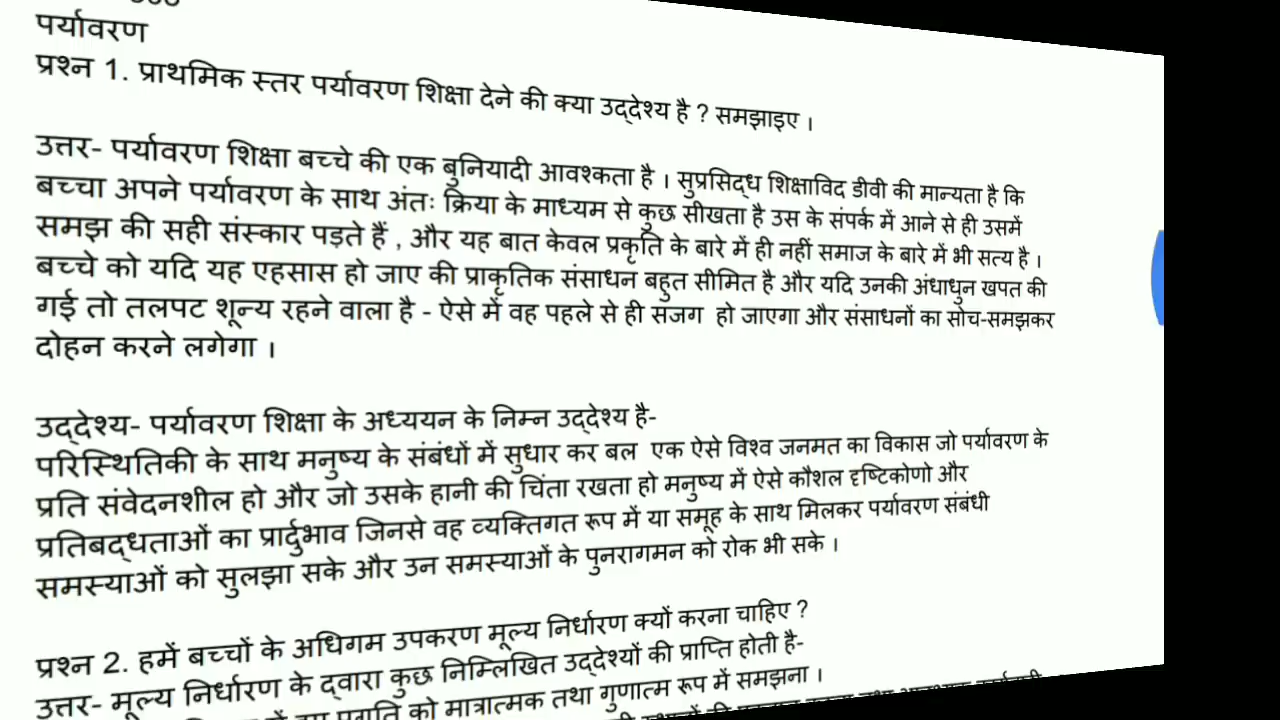 पर्यावरण
प्रश्न 1. प्राथमिक स्तर पर्यावरण शिक्षा देने की क्या उद्देश्य है ? समझाइए ।
उत्तर- पर्यावरण शिक्षा बच्चे की एक बुनियादी आवश्कता है । सुप्रसिद्ध शिक्षाविद डीवी की मान्यता है कि
बच्चा अपने पर्यावरण के साथ अंतः क्रिया के माध्यम से कुछ सीखता है उस के संपर्क में आने से ही उसमें
समझ की सही संस्कार पड़ते हैं , और यह बात केवल प्रकृति के बारे में ही नहीं समाज के बारे में भी सत्य है ।
बच्चे को यदि यह एहसास हो जाए की प्राकृतिक संसाधन बहुत सीमित है और यदि उनकी अंधाधुन खपत की
गई तो तलपट शून्य रहने वाला है - ऐसे में वह पहले से ही सजग हो जाएगा और संसाधनों का सोच-समझकर
दोहन करने लगेगा ।
उद्देश्य- पर्यावरण शिक्षा के अध्ययन के निम्न उद्देश्य है-
परिस्थितिकी के साथ मनुष्य के संबंधों में सुधार कर बल एक ऐसे विश्व जनमत का विकास जो पर्यावरण के
प्रति संवेदनशील हो और जो उसके हानी की चिंता रखता हो मनुष्य में ऐसे कौशल दृष्टिकोणो और
प्रतिबद्धताओं का प्रार्दुभाव जिनसे वह व्यक्तिगत रूप में या समूह के साथ मिलकर पर्यावरण संबंधी
समस्याओं को सुलझा सके और उन समस्याओं के पुनरागमन को रोक भी सके ।
प्रश्न 2. हमें बच्चों के अधिगम उपकरण मूल्य निर्धारण क्यों करना चाहिए ?
उत्तर- मूल्य निर्धारण के द्वारा कुछ निम्लिखित उद्देश्यों की प्राप्ति होती है-
प्रगति को मात्रात्मक तथा गुणात्म रूप में समझना ।